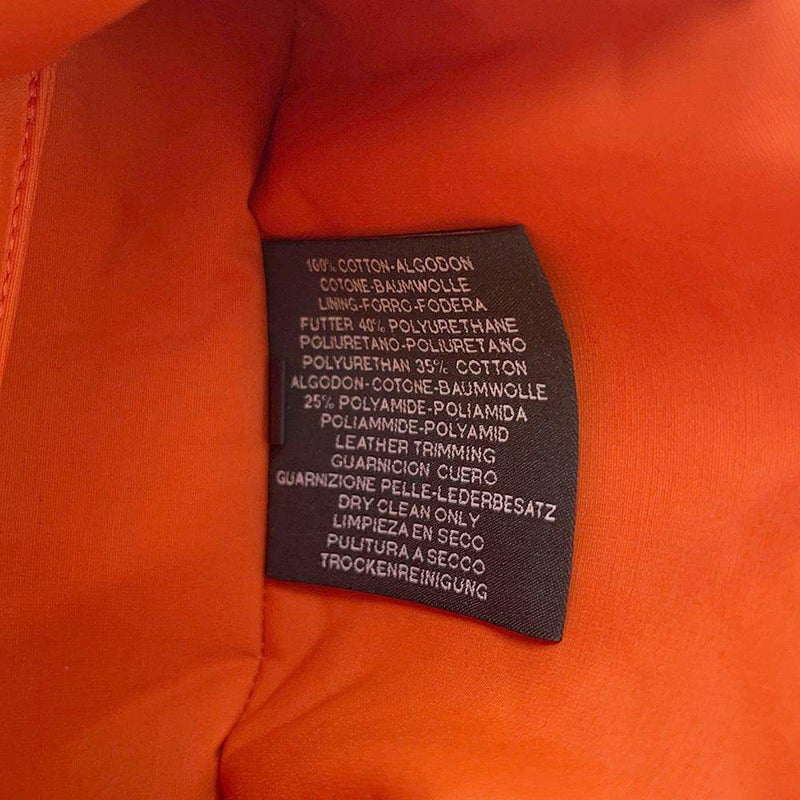 100% COTTON-ALGODON
COTONE-BAUMWOLLE
LINING-FORRO-FODERA
FUTTER 40% POLYURETHANE
POLIURETANO-POLIURETANO
POLYURETHAN 35% COTTON
ALGODON-COTONE-BAUMWOLLE
25% POLYAMIDE-POLIAMIDA
POLIAMMIDE-POLYAMID
LEATHER TRIMMING
GUARNICION CUERO
GUARNIZIONE PELLE-LEDERBESATZ
DRY CLEAN ONLY
LIMPIEZA EN SECO
PULITURA A SECCO
TROCKENREINIGUNG